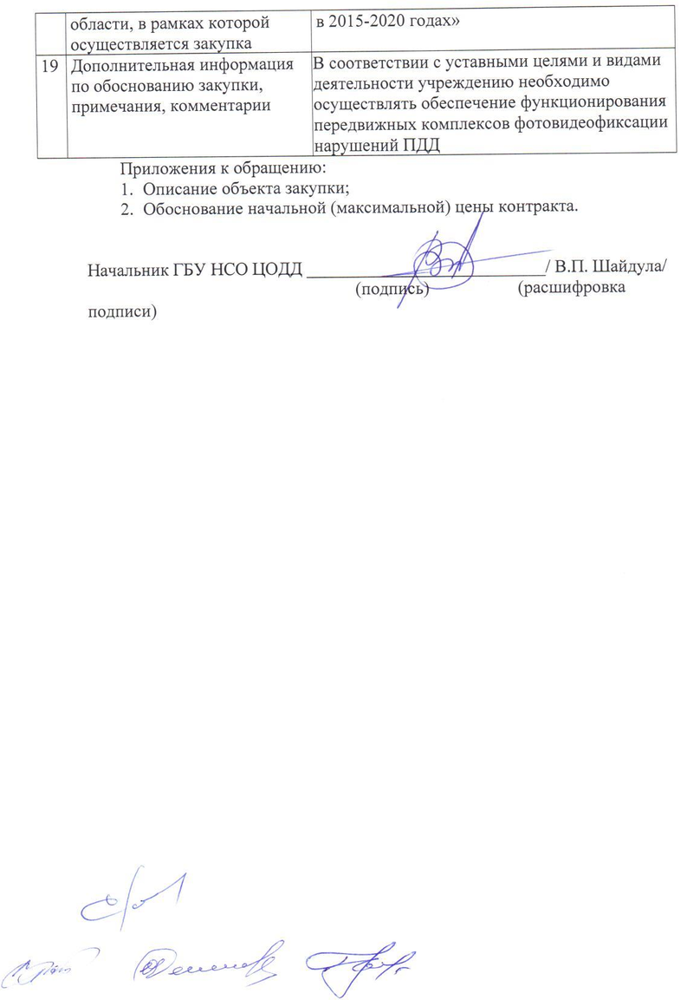 области, в рамках которой
осуществляется закупка
в 2015-2020 годах»
19
Дополнительная информация
по обоснованию закупки,
примечания, комментарии
В соответствии с уставными целями и видами
деятельности учреждению необходимо
осуществлять обеспечение функционирования
передвижных комплексов фотовидеофиксации
нарушений ПДД
Приложения к обращению:
1. Описание объекта закупки;
2. Обоснование начальной (максимальной) цены контракта.
Начальник ГБУ НСО ЦОДД ____________________________/ В.П. Шайдула/
(подпись) (расшифровка
подписи)